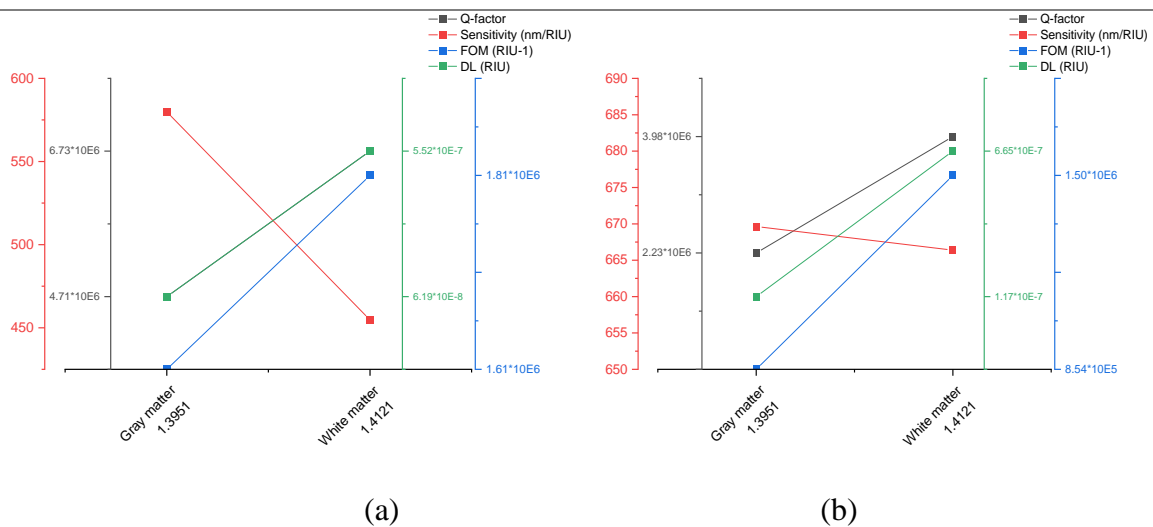 Q-factor
Sensitivity (nm/RIU)
FOM (RIU-1)
DL (RIU)
600
550
500
450
6.73*10E6
4.71*10E6
5.52*10E-7
6.19*10E-8
1.81*10E6
1.61*10E6
Gray matter
1.3951
White matter
1.4121
(a)
Q-factor
Sensitivity (nm/RIU)
FOM (RIU-1)
DL (RIU)
690
685
680
675
670
665
660
655
650
3.98*10E6
2.23*10E6
6.65*10E-7
1.17*10E-7
1.50*10E6
8.54*10E5
Gray matter
1.3951
White matter
1.4121
(b)